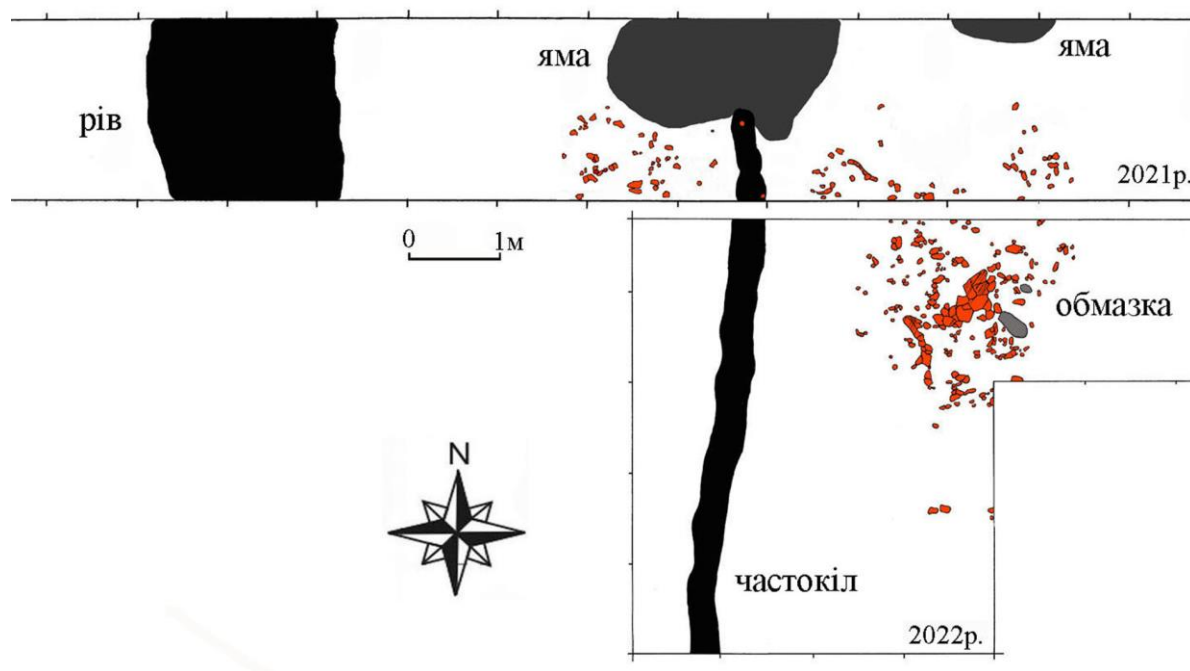 яма
яма
рів
2021р.
0 1м
обмазка
N
частокіл
2022р.